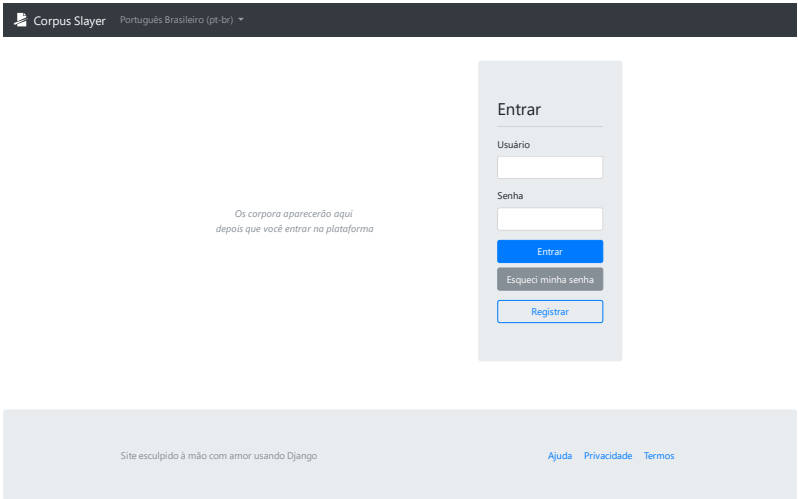 Corpus Slayer Português Brasileiro (pt-br)
Entrar
Usuário
Senha
Os corpora aparecerão aqui
depois que você entrar na plataforma
Entrar
Esqueci minha senha
Registrar
Site esculpido à mão com amor usando Django
Ajuda Privacidade Termos